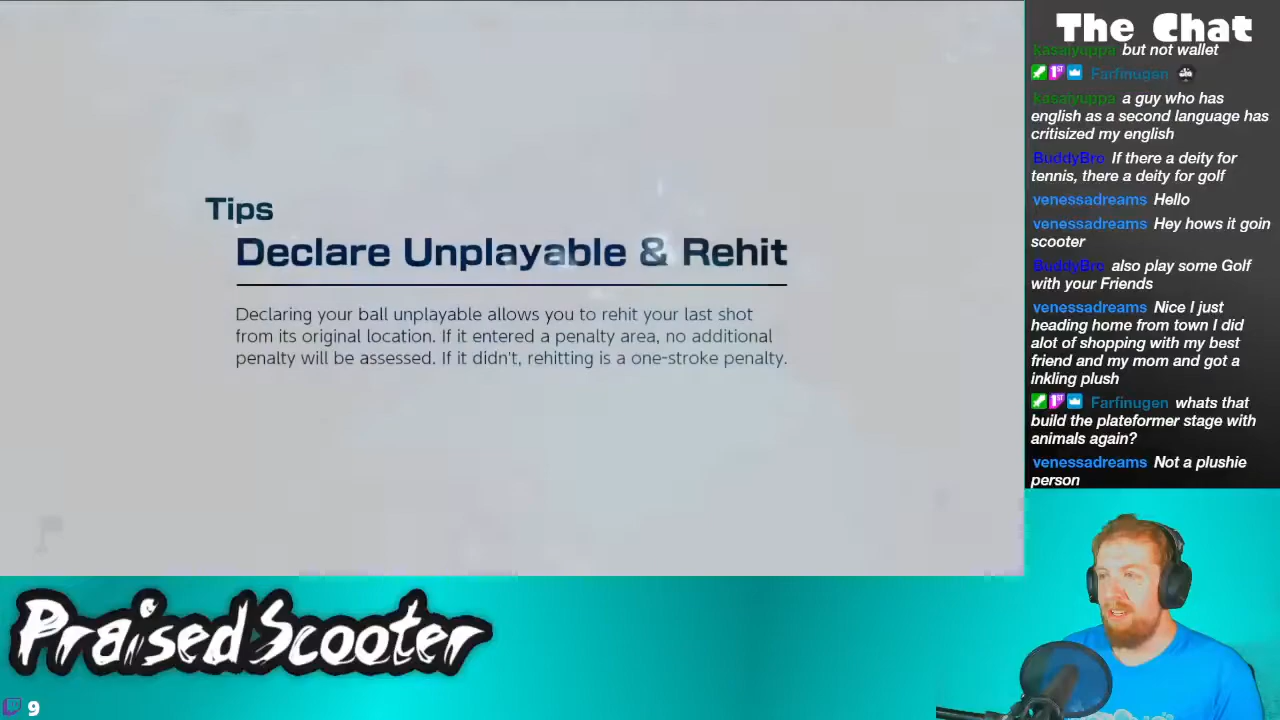 The Chat
kasaiyuppa but not wallet
Farfinugen
kasaiyuppa a guy who has
english as a second language has
critisized my english
BuddyBro If there a deity for
tennis, there a deity for golf
venessadreams Hello
venessadreams Hey hows it goin
scooter
BuddyBro also play some Golf
with your Friends
venessadreams Nice I just
heading home from town I did
alot of shopping with my best
friend and my mom and got a
inkling plush
1ST Farfinugen whats that
build the plateformer stage with
animals again?
venessadreams Not a plushie
person
Tips
Declare Unplayable & Rehit
Declaring your ball unplayable allows you to rehit your last shot
from its original location. If it entered a penalty area, no additional
penalty will be assessed. If it didn't, rehitting is a one-stroke penalty.
PraisedScooter
9